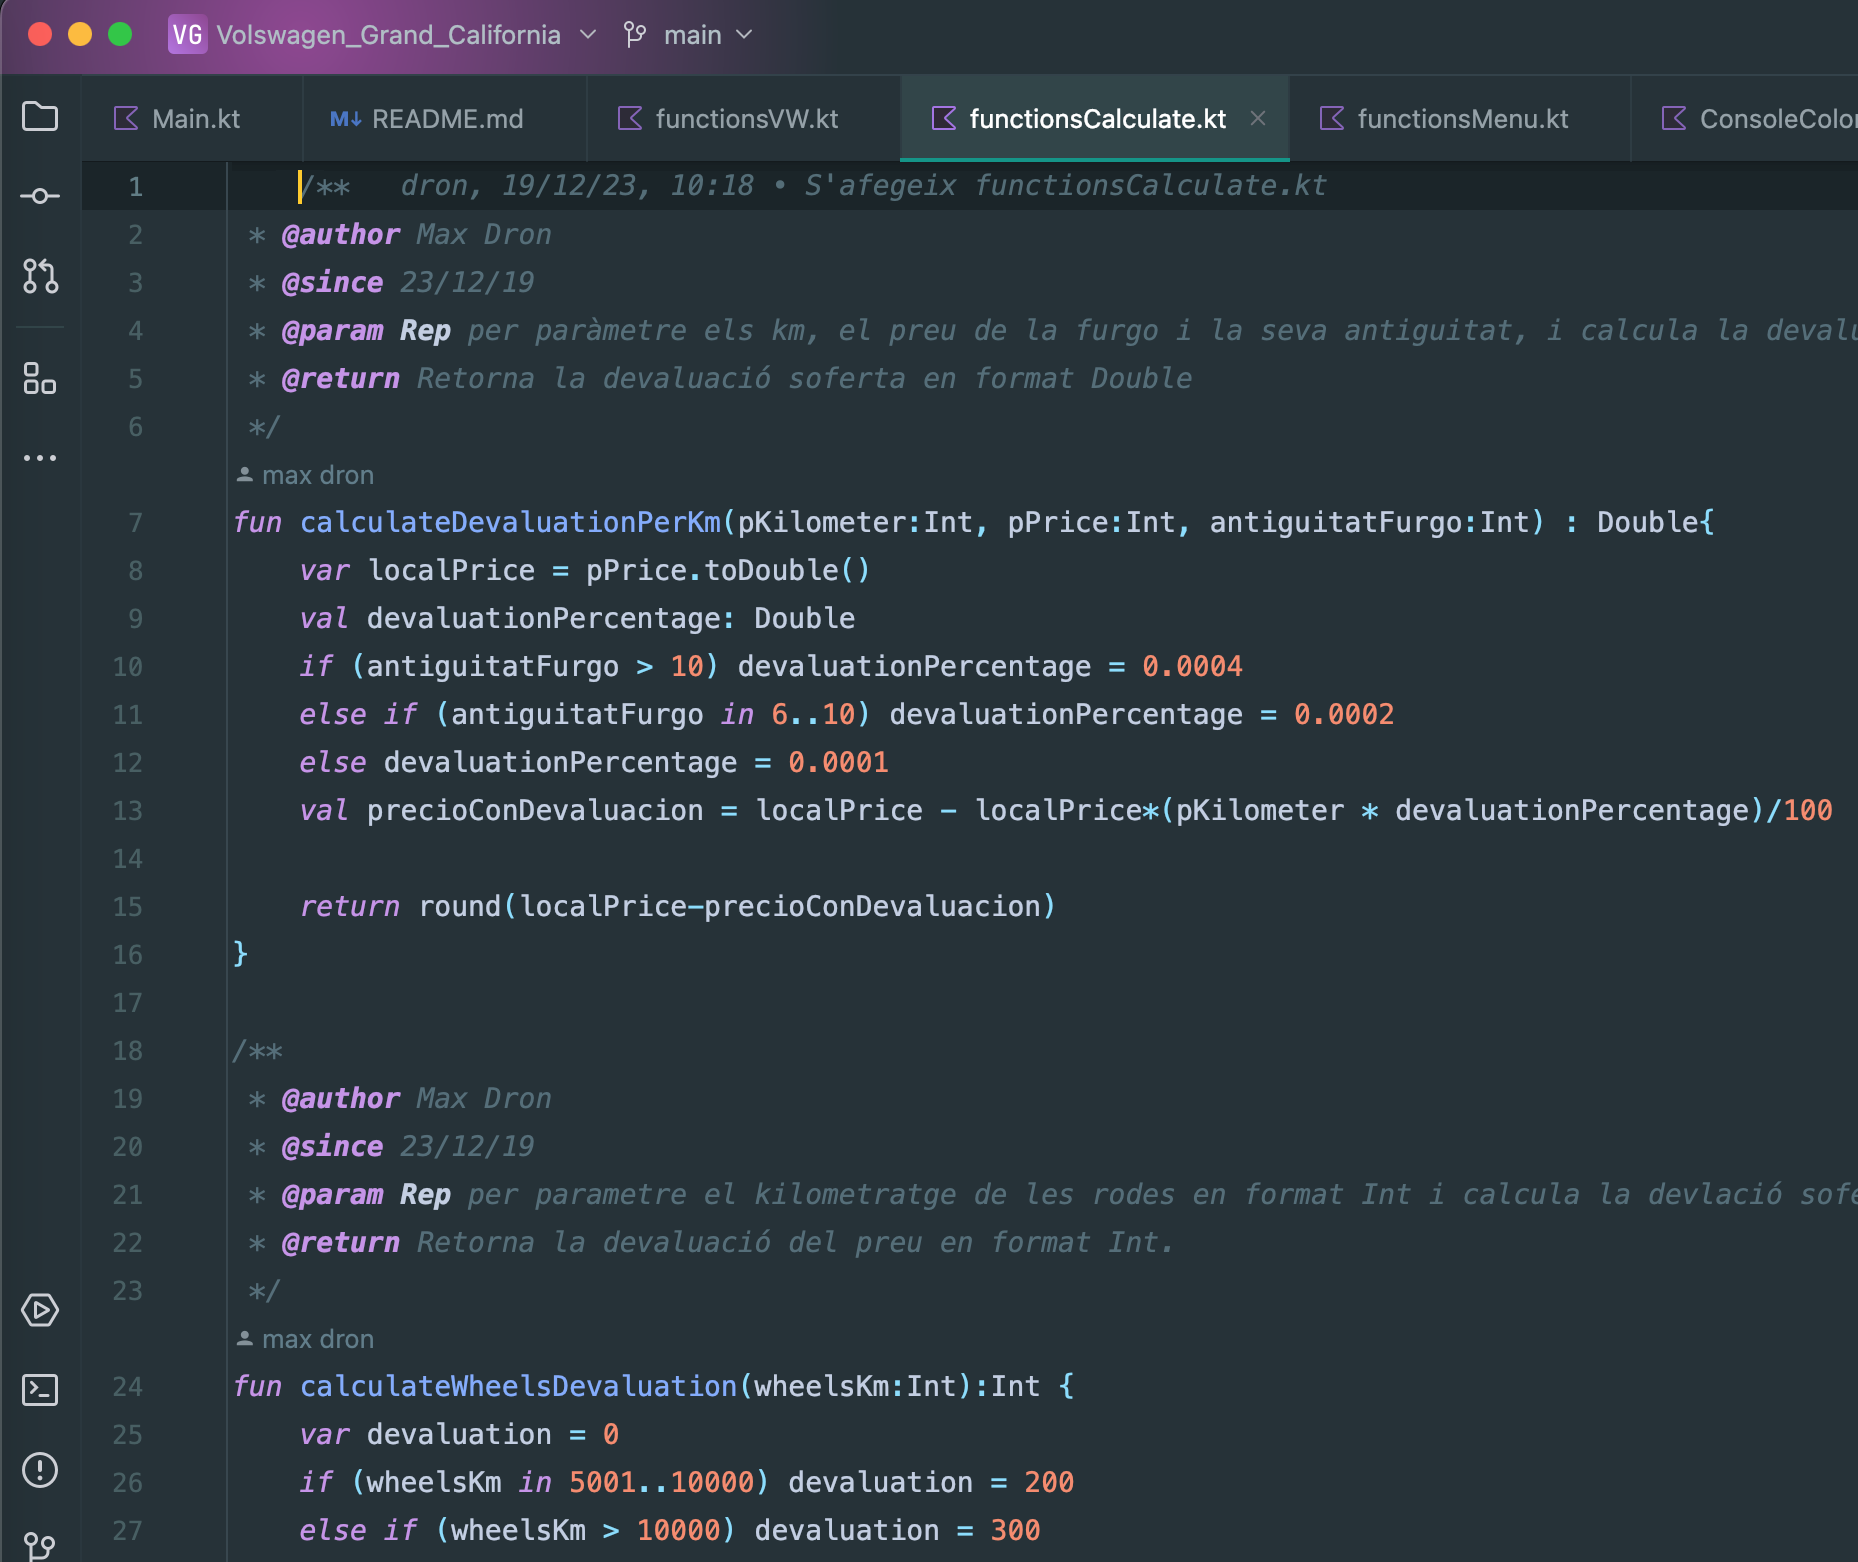 VG Volswagen_Grand_California main
Main.kt README.md functionsVW.kt functionsCalculate.kt functionsMenu.kt
1 /** dron, 19/12/23, 10:18 • S'afegeix functionsCalculate.kt
2 * @author Max Dron
3 * @since 23/12/19
4 * @param Rep per paràmetre els km, el preu de la furgo i la seva antiguitat, i calcula la
5 * @return Retorna la devaluació soferta en format Double
6 */
max dron
7 fun calculateDevaluationPerKm(pKilometer:Int, pPrice:Int, antiguitatFurgo:Int) : Double{
8 var localPrice = pPrice.toDouble()
9 val devaluationPercentage: Double
10 if (antiguitatFurgo > 10) devaluationPercentage = 0.0004
11 else if (antiguitatFurgo in 6..10) devaluationPercentage = 0.0002
12 else devaluationPercentage = 0.0001
13 val precioConDevaluacion = localPrice - localPrice*(pKilometer * devaluationPercentage)/100
14
15 return round(localPrice-precioConDevaluacion)
16 }
17
18 /**
19 * @author Max Dron
20 * @since 23/12/19
21 * @param Rep per parametre el kilometratge de les rodes en format Int i calcula la devlació
22 * @return Retorna la devaluació del preu en format Int.
23 */
max dron
24 fun calculateWheelsDevaluation(wheelsKm:Int):Int {
25 var devaluation = 0
26 if (wheelsKm in 5001..10000) devaluation = 200
27 else if (wheelsKm > 10000) devaluation = 300